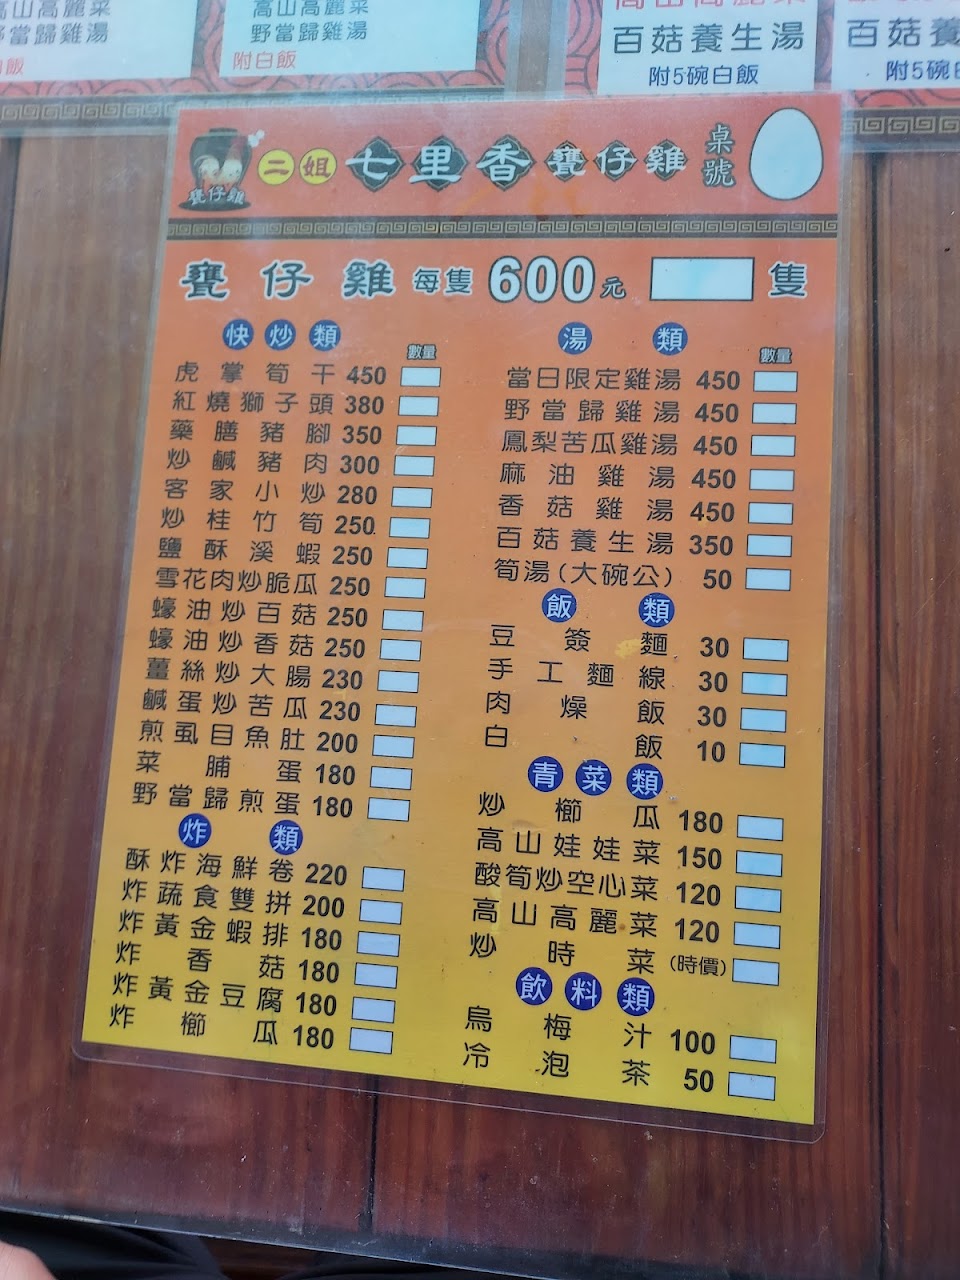 高山高麗菜
野當歸雞湯
白飯
高山高麗菜
野當歸雞湯
附白飯
高山高麗菜
百菇養生湯
附5碗白飯
百菇養
附5碗
甕仔雞
二姐 七里香 甕仔雞 桌號
甕仔雞 每隻 600元 隻
快炒類
數量
虎掌筍干 450
紅燒獅子頭 380
藥膳豬腳 350
炒鹹豬肉 300
客家小炒 280
炒桂竹筍 250
鹽酥溪蝦 250
雪花肉炒脆瓜 250
蠔油炒百菇 250
蠔油炒香菇 250
薑絲炒大腸 230
鹹蛋炒苦瓜 230
煎虱目魚肚 200
菜脯蛋 180
野當歸煎蛋 180
炸類
酥炸海鮮卷 220
炸蔬食雙拼 200
炸黃金蝦排 180
炸香菇 180
炸黃金豆腐 180
炸櫛瓜 180
湯類
數量
當日限定雞湯 450
野當歸雞湯 450
鳳梨苦瓜雞湯 450
麻油雞湯 450
香菇雞湯 450
百菇養生湯 350
筍湯(大碗公) 50
飯類
豆簽麵 30
手工麵線 30
肉燥飯 30
白飯 10
青菜類
炒櫛瓜 180
高山娃娃菜 150
酸筍炒空心菜 120
高山高麗菜 120
炒時菜 (時價)
飲料類
烏梅汁 100
冷泡茶 50